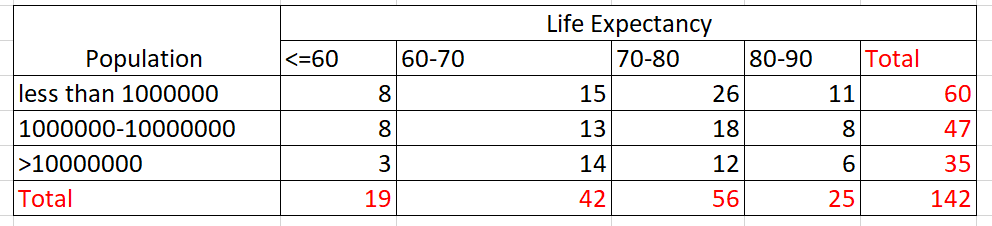 Life Expectancy
Population <=60 60-70 70-80 80-90 Total
less than 1000000 8 15 26 11 60
1000000-10000000 8 13 18 8 47
>10000000 3 14 12 6 35
Total 19 42 56 25 142